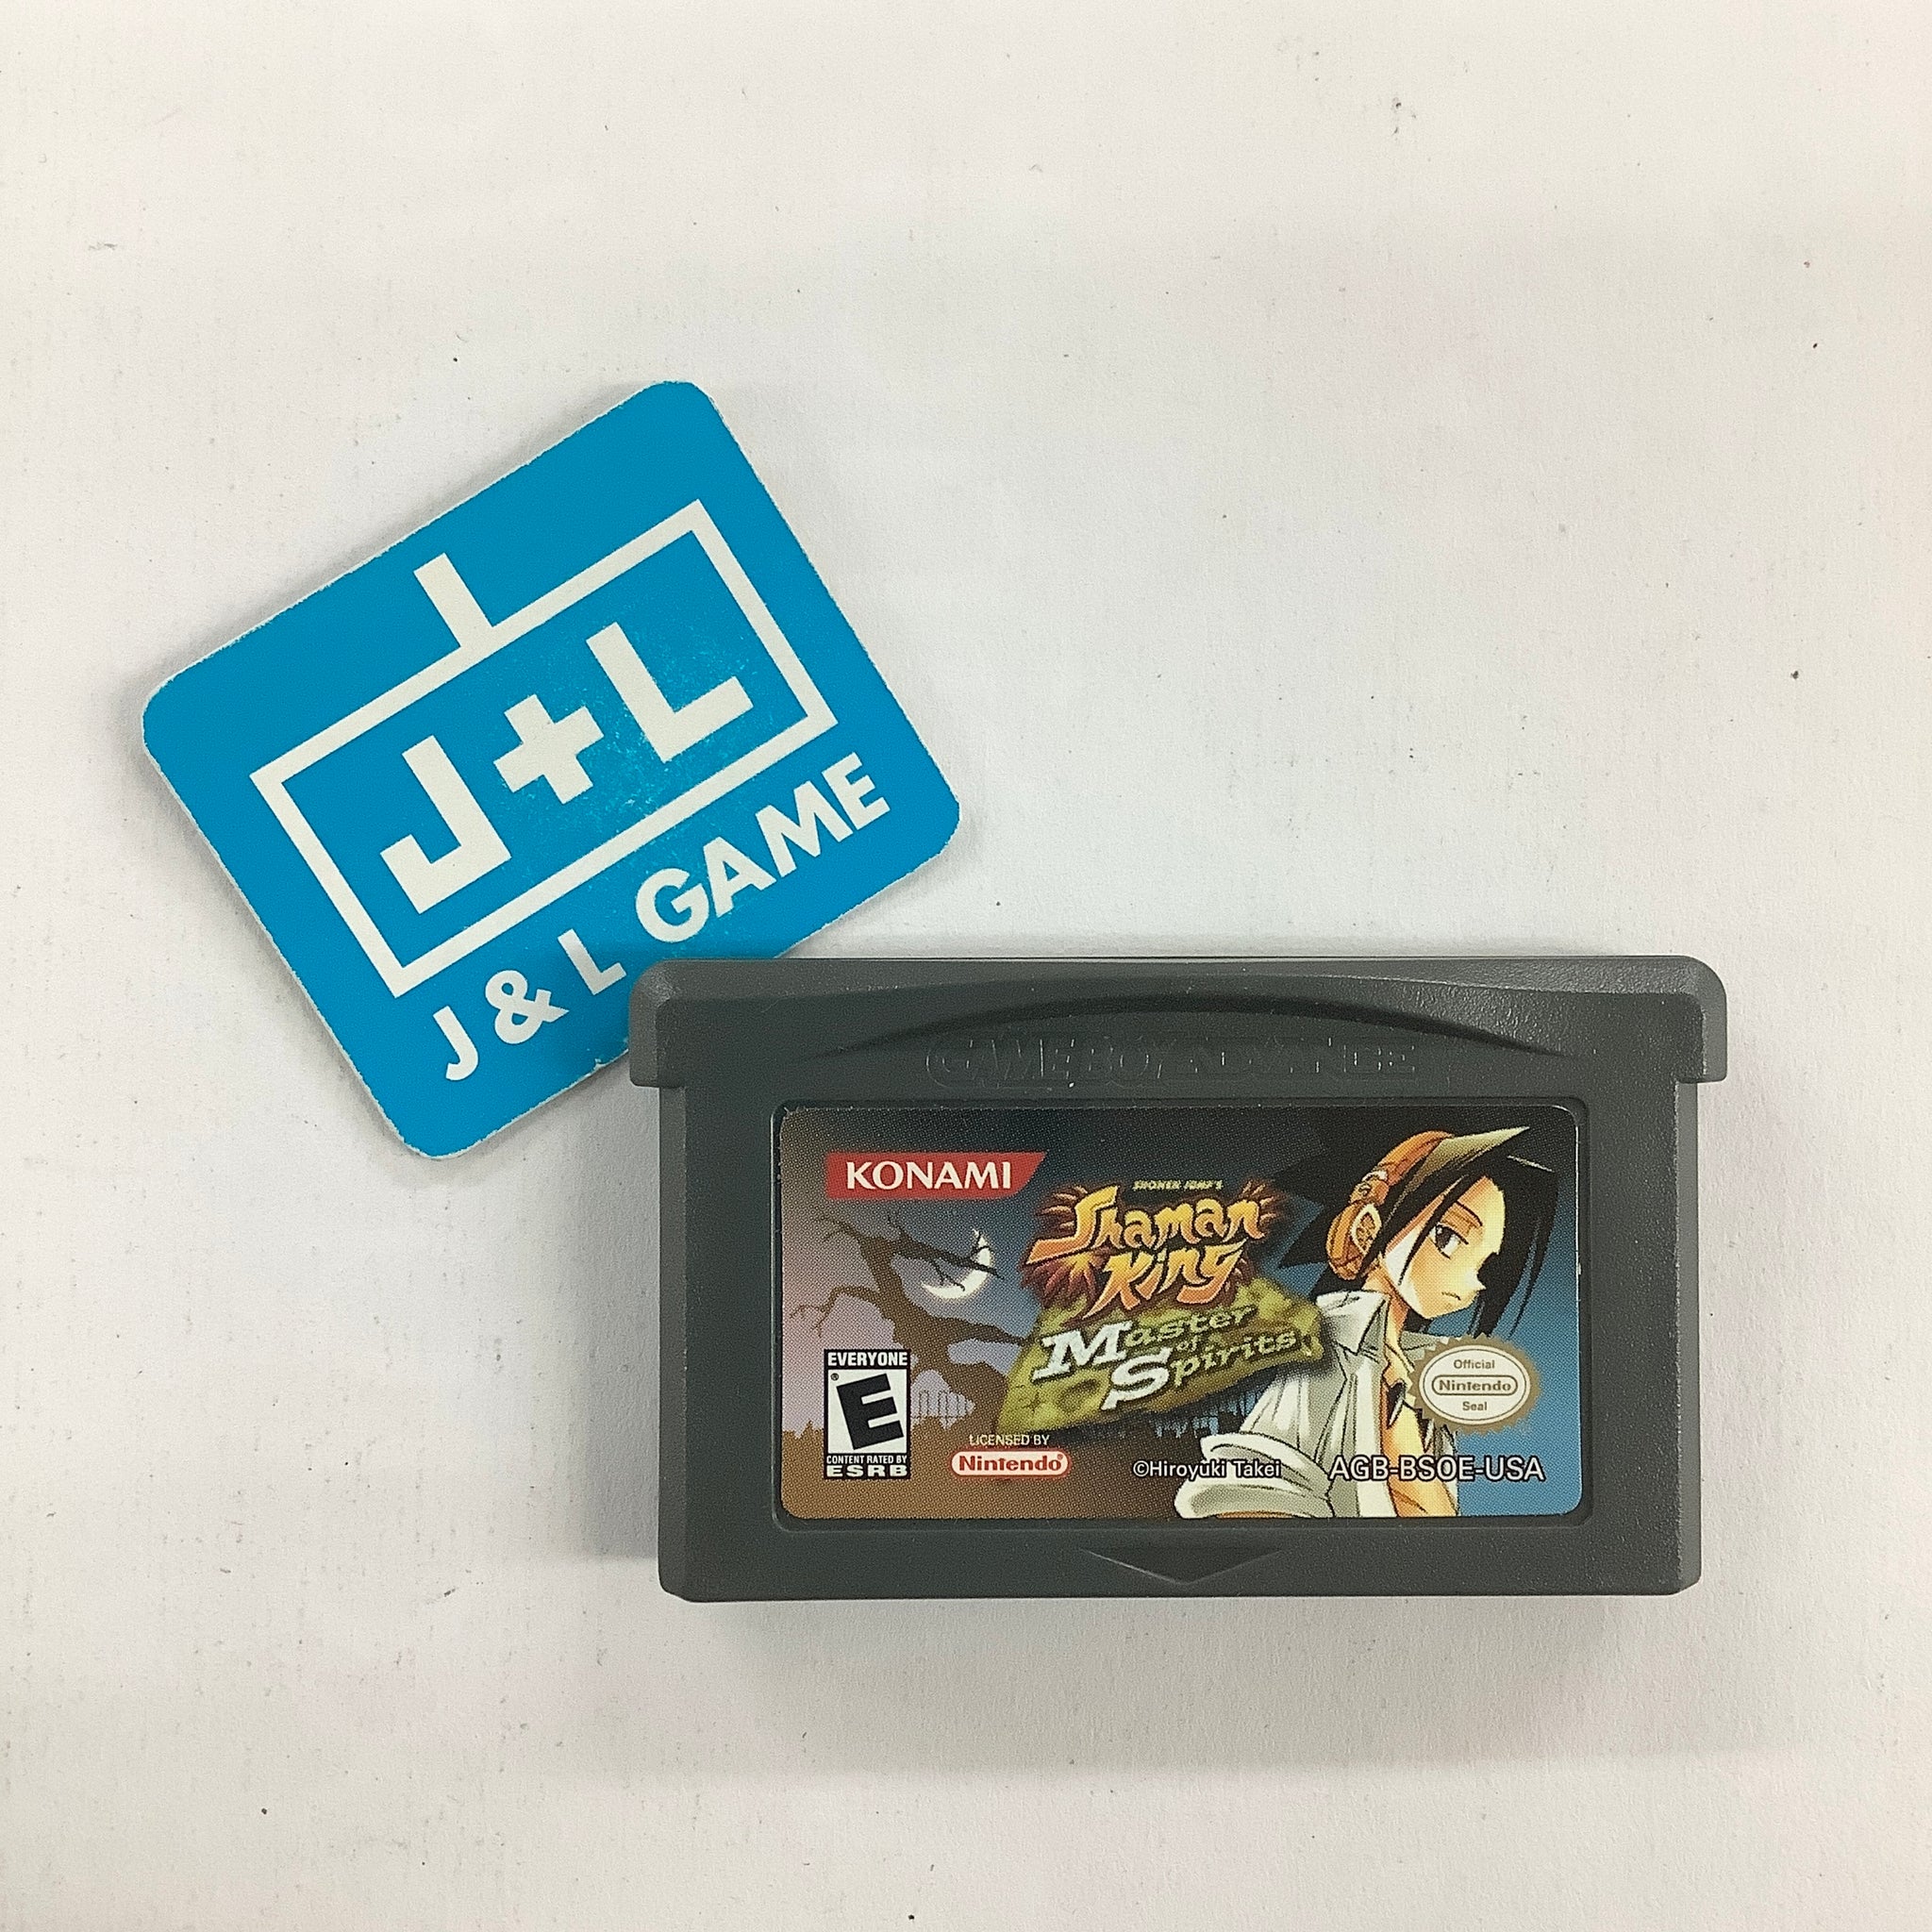 J+L
J & L GAME
GAME BOY ADVANCE
KONAMI
SHONEN JUMP'S
Shaman
King
Master
of
Spirits
EVERYONE
E
CONTENT RATED BY
ESRB
LICENSED BY
Nintendo®
©Hiroyuki Takei
Official
Nintendo
Seal
AGB-BSOE-USA